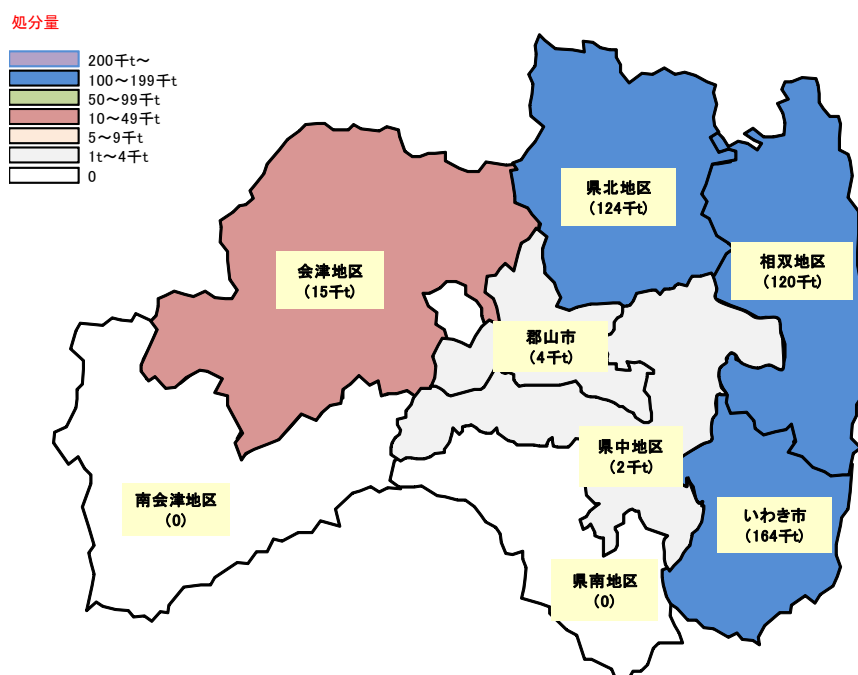 処分量
200千t~
100~199千t
50~99千t
10~49千t
5~9千t
1t~4千t
0
県北地区
(124千t)
会津地区
(15千t)
相双地区
(120千t)
郡山市
(4千t)
県中地区
(2千t)
南会津地区
(0)
いわき市
(164千t)
県南地区
(0)